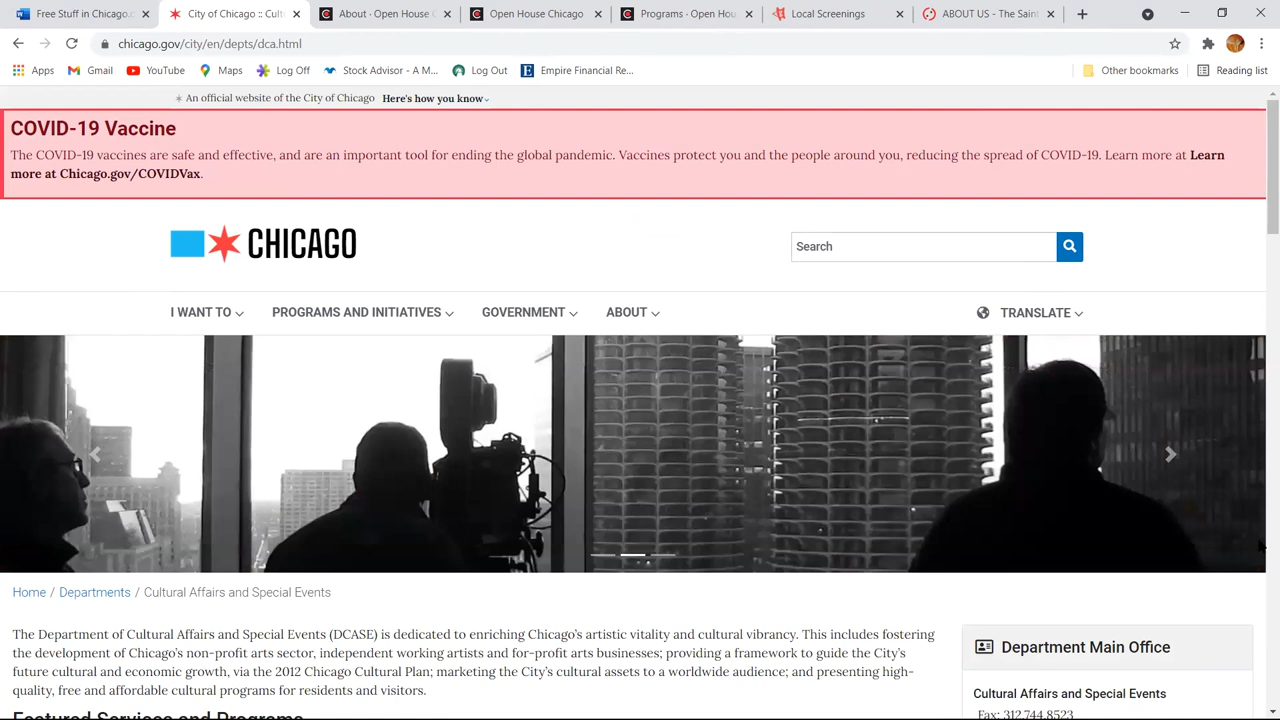 Free Stuff in Chicago.c
City of Chicago :: Cult
About - Open House C
Open House Chicago
Programs - Open Hou
Local Screenings
ABOUT US - The Saint
chicago.gov/city/en/depts/dca.html
Apps
Gmail
YouTube
Maps
Log Off
Stock Advisor - A M...
Log Out
Empire Financial Re...
Other bookmarks
Reading list
An official website of the City of Chicago Here's how you know
COVID-19 Vaccine
The COVID-19 vaccines are safe and effective, and are an important tool for ending the global pandemic. Vaccines protect you and the people around you, reducing the spread of COVID-19. Learn more at Learn
more at Chicago.gov/COVIDVax.
CHICAGO
Search
I WANT TO
PROGRAMS AND INITIATIVES
GOVERNMENT
ABOUT
TRANSLATE
Home / Departments / Cultural Affairs and Special Events
The Department of Cultural Affairs and Special Events (DCASE) is dedicated to enriching Chicago's artistic vitality and cultural vibrancy. This includes fostering
the development of Chicago's non-profit arts sector, independent working artists and for-profit arts businesses; providing a framework to guide the City's
future cultural and economic growth, via the 2012 Chicago Cultural Plan; marketing the City's cultural assets to a worldwide audience; and presenting high-
quality, free and affordable cultural programs for residents and visitors.
Featured Services and Programs
Department Main Office
Cultural Affairs and Special Events
Fax: 312.744.8523